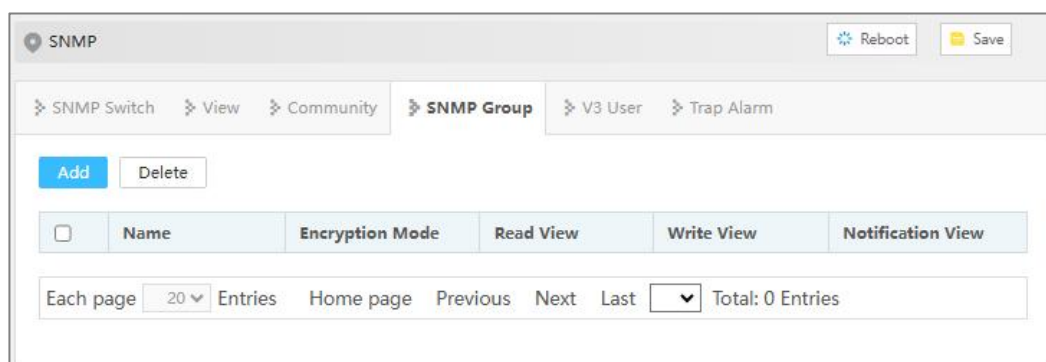 SNMP Reboot Save
SNMP Switch View Community SNMP Group V3 User Trap Alarm
Add Delete
Name Encryption Mode Read View Write View Notification View
Each page 20 Entries Home page Previous Next Last Total: 0 Entries